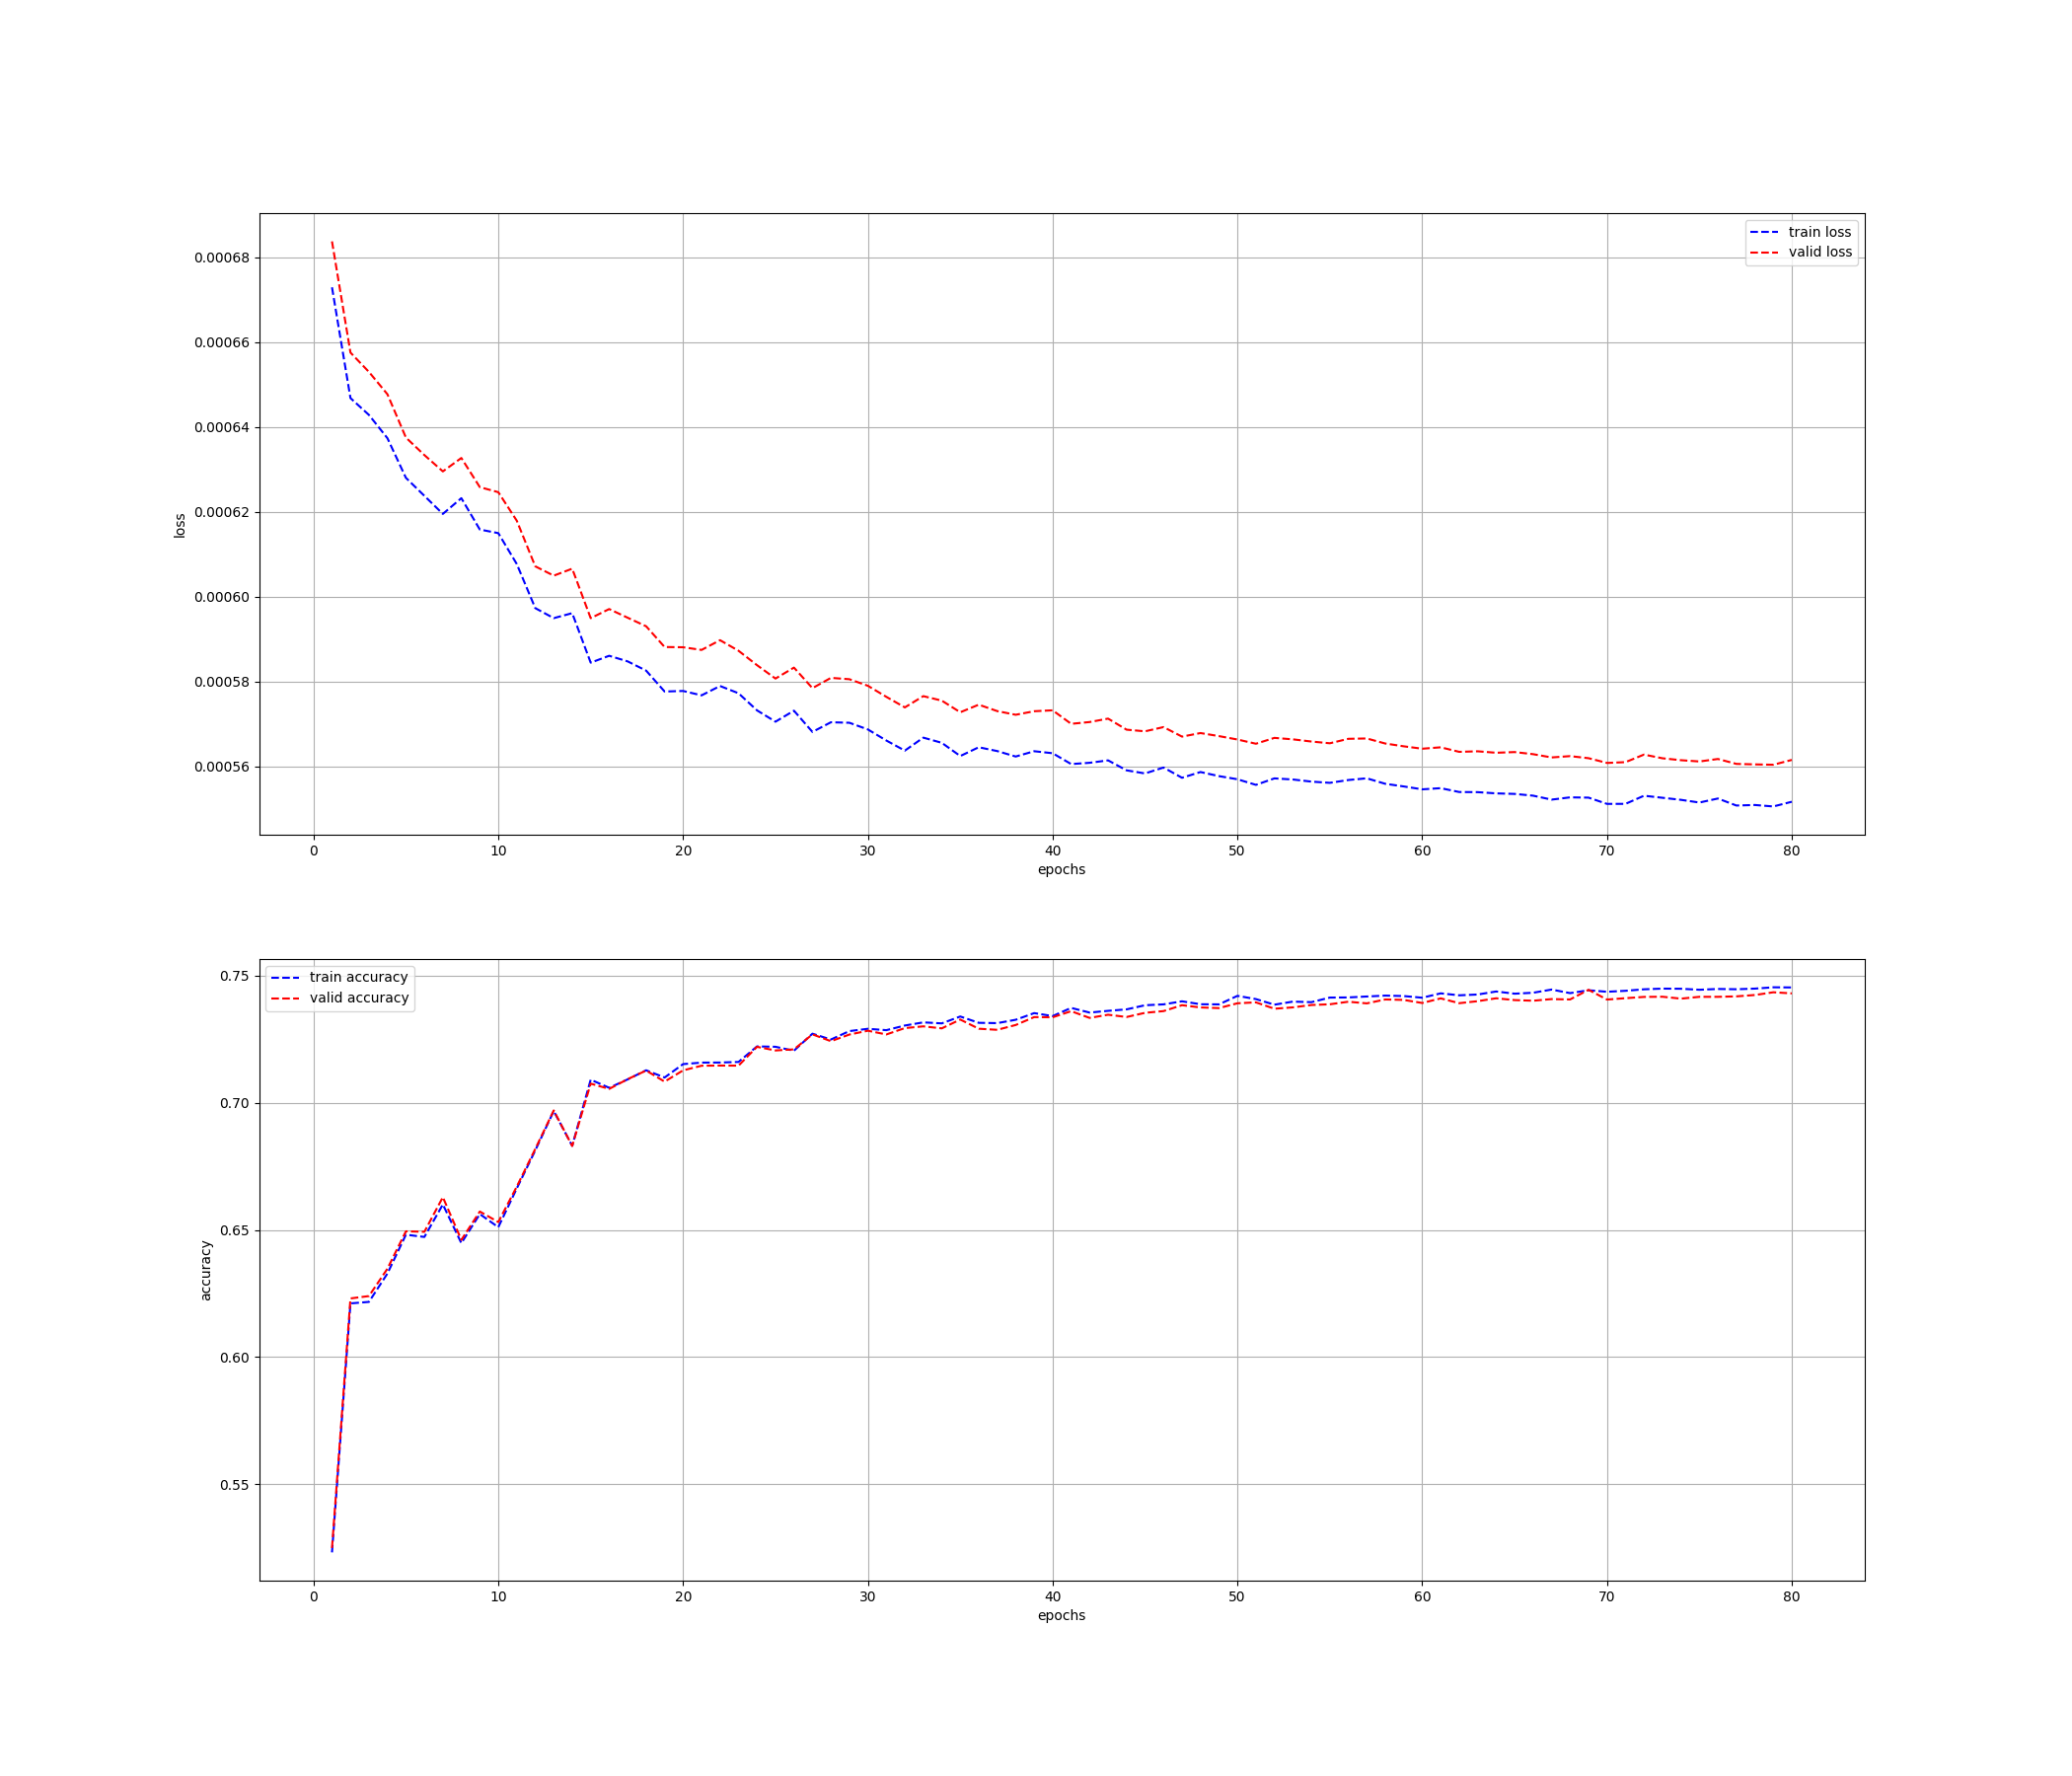 train loss
valid loss
0.00068
0.00066
0.00064
0.00062
0.00060
0.00058
0.00056
loss
0 10 20 30 40 50 60 70 80
epochs
train accuracy
valid accuracy
0.75
0.70
0.65
0.60
0.55
accuracy
0 10 20 30 40 50 60 70 80
epochs